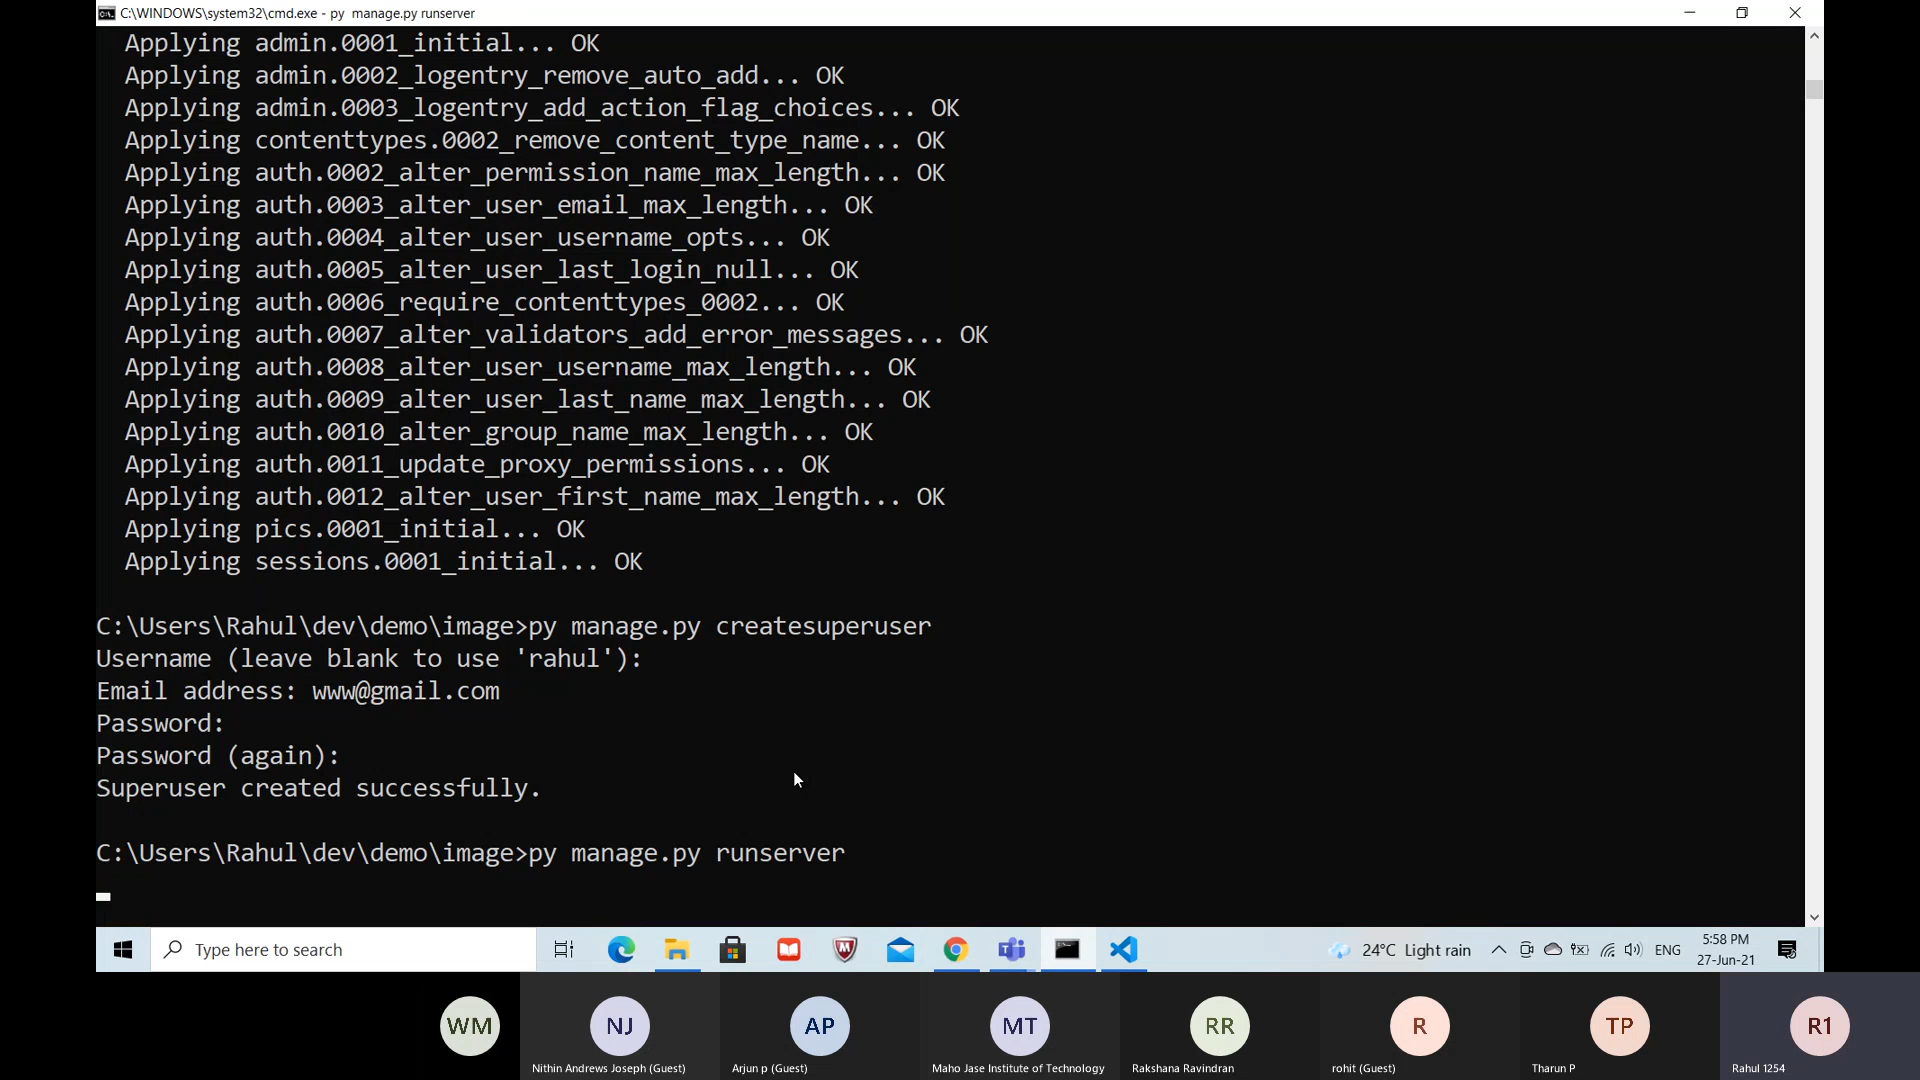 C:\WINDOWS\system32\cmd.exe - py  manage.py runserver
Applying admin.0001_initial... OK
Applying admin.0002_logentry_remove_auto_add... OK
Applying admin.0003_logentry_add_action_flag_choices... OK
Applying contenttypes.0002_remove_content_type_name... OK
Applying auth.0002_alter_permission_name_max_length... OK
Applying auth.0003_alter_user_email_max_length... OK
Applying auth.0004_alter_user_username_opts... OK
Applying auth.0005_alter_user_last_login_null... OK
Applying auth.0006_require_contenttypes_0002... OK
Applying auth.0007_alter_validators_add_error_messages... OK
Applying auth.0008_alter_user_username_max_length... OK
Applying auth.0009_alter_user_last_name_max_length... OK
Applying auth.0010_alter_group_name_max_length... OK
Applying auth.0011_update_proxy_permissions... OK
Applying auth.0012_alter_user_first_name_max_length... OK
Applying pics.0001_initial... OK
Applying sessions.0001_initial... OK
C:\Users\Rahul\dev\demo\image>py manage.py createsuperuser
Username (leave blank to use 'rahul'):
Email address: www@gmail.com
Password:
Password (again):
Superuser created successfully.
C:\Users\Rahul\dev\demo\image>py manage.py runserver
Type here to search
24°C Light rain
ENG
5:58 PM
27-Jun-21
WM
NJ
AP
MT
RR
R
TP
R1
Nithin Andrews Joseph (Guest)
Arjun p (Guest)
Maho Jase Institute of Technology
Rakshana Ravindran
rohit (Guest)
Tharun P
Rahul 1254